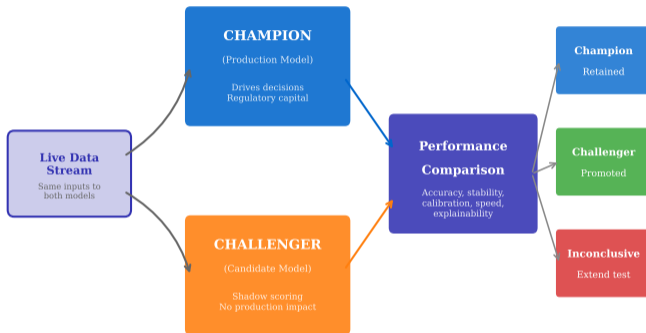 Live Data
Stream
Same inputs to
both models
CHAMPION
(Production Model)
Drives decisions
Regulatory capital
CHALLENGER
(Candidate Model)
Shadow scoring
No production impact
Performance
Comparison
Accuracy, stability,
calibration, speed,
explainability
Champion
Retained
Challenger
Promoted
Inconclusive
Extend test